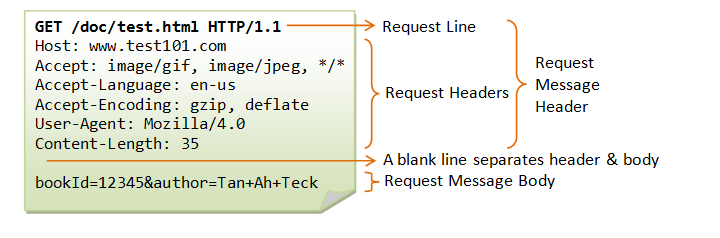 GET /doc/test.html HTTP/1.1
Request Line
Host: www.test101.com
Accept: image/gif, image/jpeg, */*
Accept-Language: en-us
Accept-Encoding: gzip, deflate
User-Agent: Mozilla/4.0
Content-Length: 35
Request Headers
Request
Message
Header
A blank line separates header & body
bookId=12345&author=Tan+Ah+Teck
Request Message Body